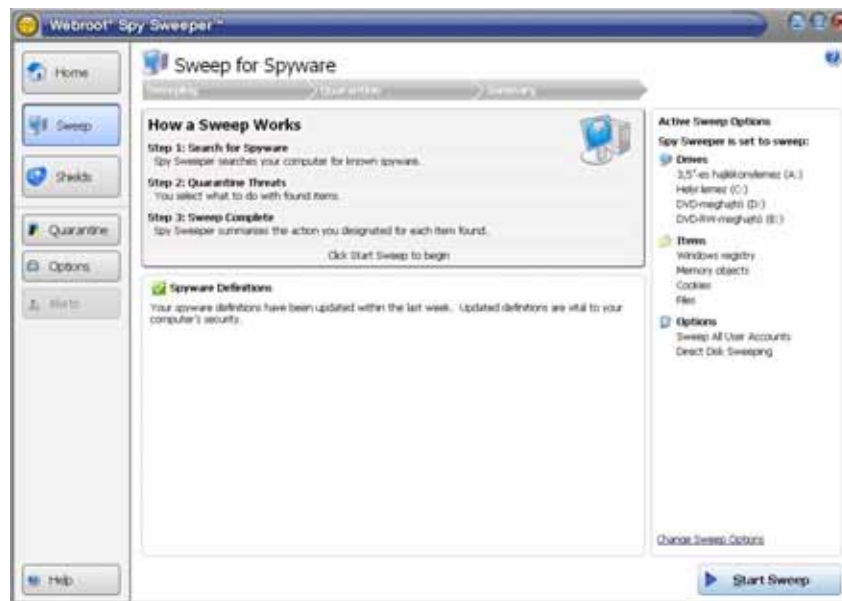 Webroot® Spy Sweeper™
Home
Sweep
Shields
Quarantine
Options
Alerts
Help
Sweep for Spyware
Sweeping
Quarantine
Summary
How a Sweep Works
Step 1: Search for Spyware
Spy Sweeper searches your computer for known spyware.
Step 2: Quarantine Threats
You select what to do with found items.
Step 3: Sweep Complete
Spy Sweeper summarizes the action you designated for each item found.
Click Start Sweep to begin
Spyware Definitions
Your spyware definitions have been updated within the last week. Updated definitions are vital to your
computer's security.
Active Sweep Options
Spy Sweeper is set to sweep:
Drives
3,5"-es hajlékonylemez (A:)
Helyi lemez (C:)
DVD-meghajtó (D:)
DVD-RW-meghajtó (E:)
Items
Windows registry
Memory objects
Cookies
Files
Options
Sweep All User Accounts
Direct Disk Sweeping
Change Sweep Options
Start Sweep